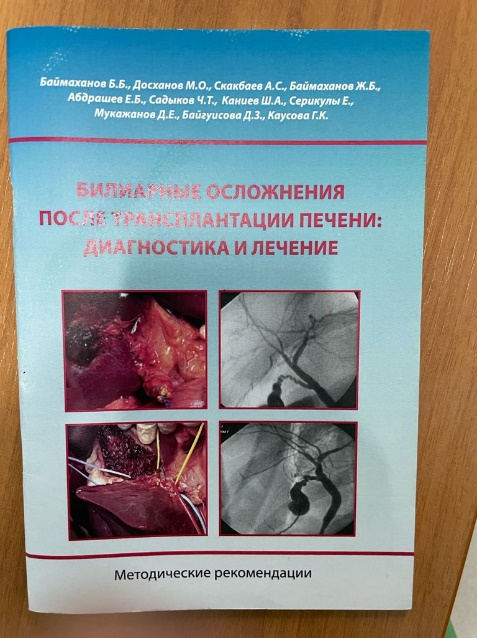 Баймаханов Б.Б., Досханов М.О., Скакбаев А.С., Баймаханов Ж.Б.,
Абдрашев Е.Б., Садыков Ч.Т., Каниев Ш.А., Серикулы Е.,
Мукажанов Д.Е., Байгуисова Д.З., Каусова Г.К.
БИЛИАРНЫЕ ОСЛОЖНЕНИЯ
ПОСЛЕ ТРАНСПЛАНТАЦИИ ПЕЧЕНИ:
ДИАГНОСТИКА И ЛЕЧЕНИЕ
Методические рекомендации